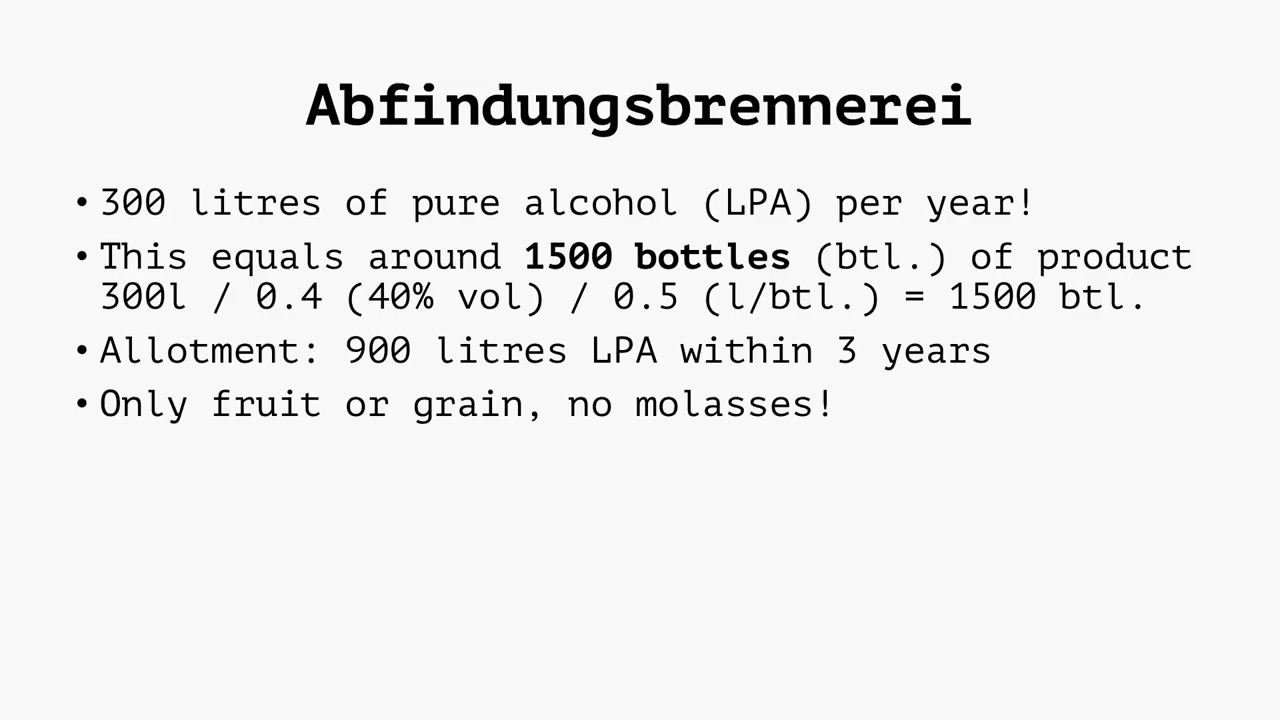 Abfindungsbrennerei
• 300 litres of pure alcohol (LPA) per year!
• This equals around 1500 bottles (btl.) of product
300l / 0.4 (40% vol) / 0.5 (l/btl.) = 1500 btl.
• Allotment: 900 litres LPA within 3 years
• Only fruit or grain, no molasses!